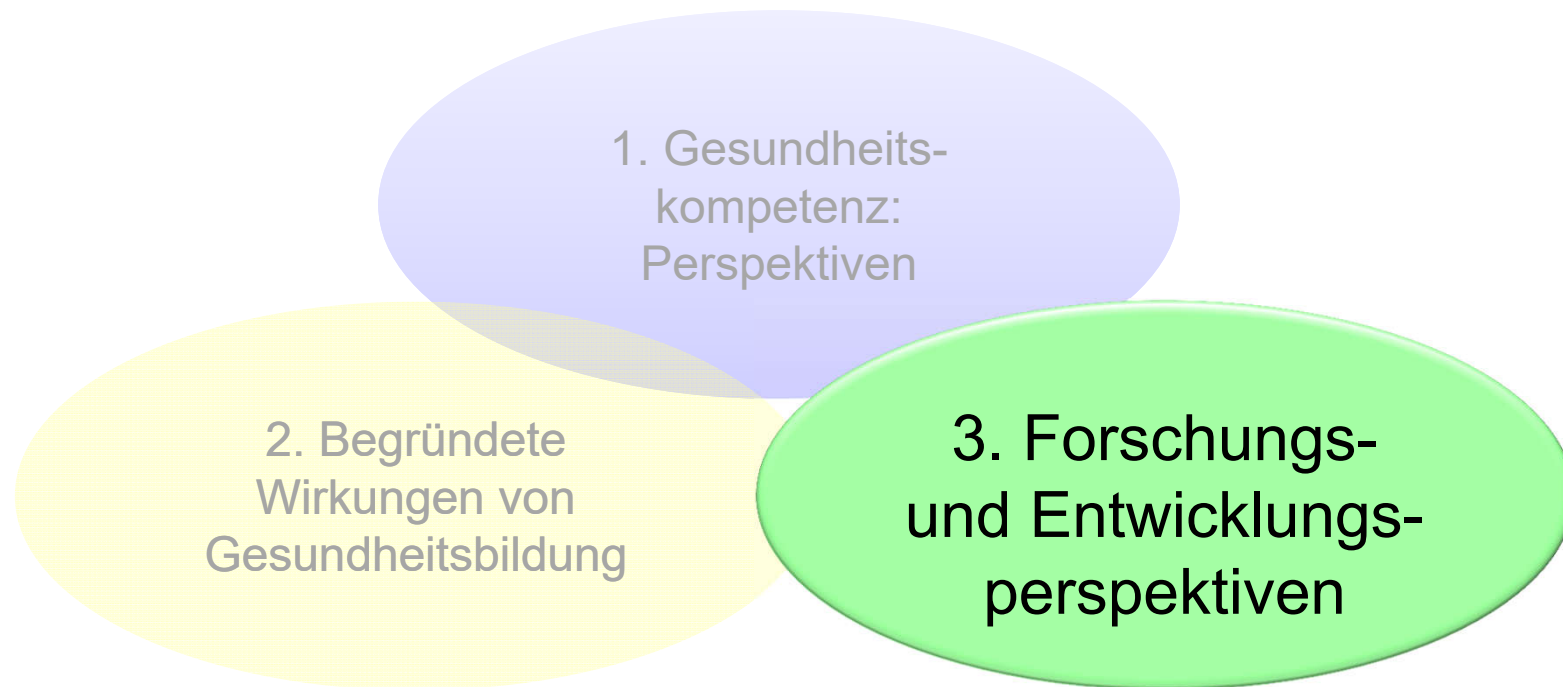 1. Gesundheits-
kompetenz:
Perspektiven
2. Begründete
Wirkungen von
Gesundheitsbildung
3. Forschungs-
und Entwicklungs-
perspektiven